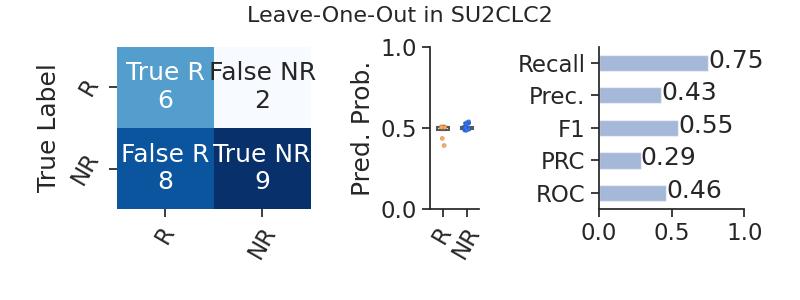 Leave-One-Out in SU2CLC2
True Label
R
NR
True R
6
False NR
2
False R
8
True NR
9
R
NR
Pred. Prob.
1.0
0.5
0.0
R
NR
Recall
0.75
Prec.
0.43
F1
0.55
PRC
0.29
ROC
0.46
0.0 0.5 1.0